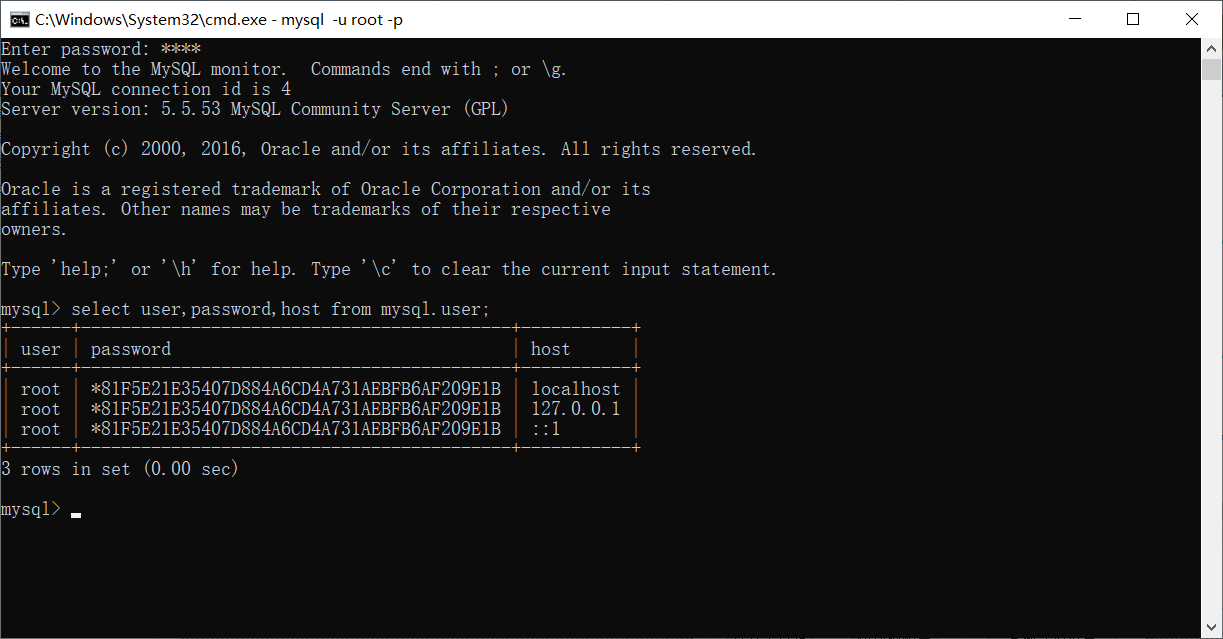 C:\Windows\System32\cmd.exe - mysql  -u root -p
Enter password: ****
Welcome to the MySQL monitor.  Commands end with ; or \g.
Your MySQL connection id is 4
Server version: 5.5.53 MySQL Community Server (GPL)
Copyright (c) 2000, 2016, Oracle and/or its affiliates. All rights reserved.
Oracle is a registered trademark of Oracle Corporation and/or its
affiliates. Other names may be trademarks of their respective
owners.
Type 'help;' or '\h' for help. Type '\c' to clear the current input statement.
mysql> select user,password,host from mysql.user;
+------+-------------------------------------------+-----------+
| user | password                                  | host      |
+------+-------------------------------------------+-----------+
| root | *81F5E21E35407D884A6CD4A731AEBFB6AF209E1B | localhost |
| root | *81F5E21E35407D884A6CD4A731AEBFB6AF209E1B | 127.0.0.1 |
| root | *81F5E21E35407D884A6CD4A731AEBFB6AF209E1B | ::1       |
+------+-------------------------------------------+-----------+
3 rows in set (0.00 sec)
mysql>